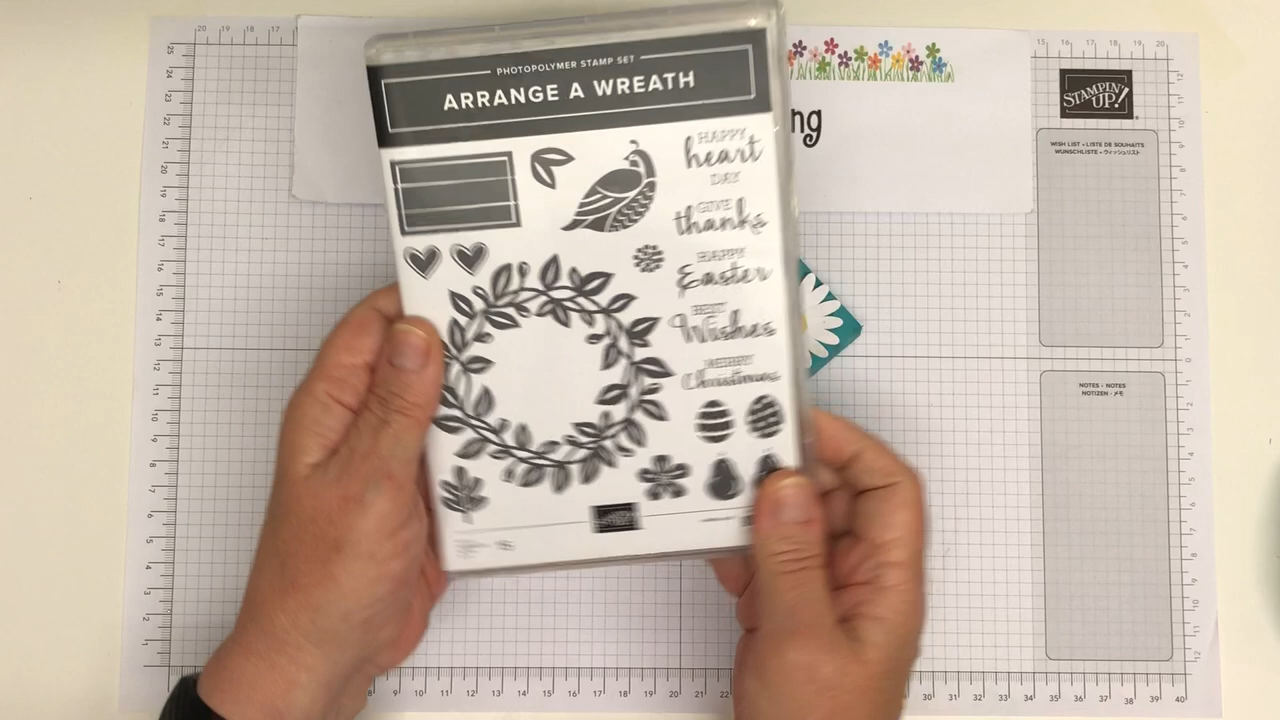 PHOTOPOLYMER STAMP SET
ARRANGE A WREATH
HAPPY
heart
DAY
GIVE
thanks
HAPPY
Easter
BEST
Wishes
MERRY
Christmas
ng
STAMPIN' UP!
WISH LIST • LISTE DE SOUHAITS
WUNSCHLISTE • ウィッシュリスト
NOTES • NOTES
NOTIZEN • メモ